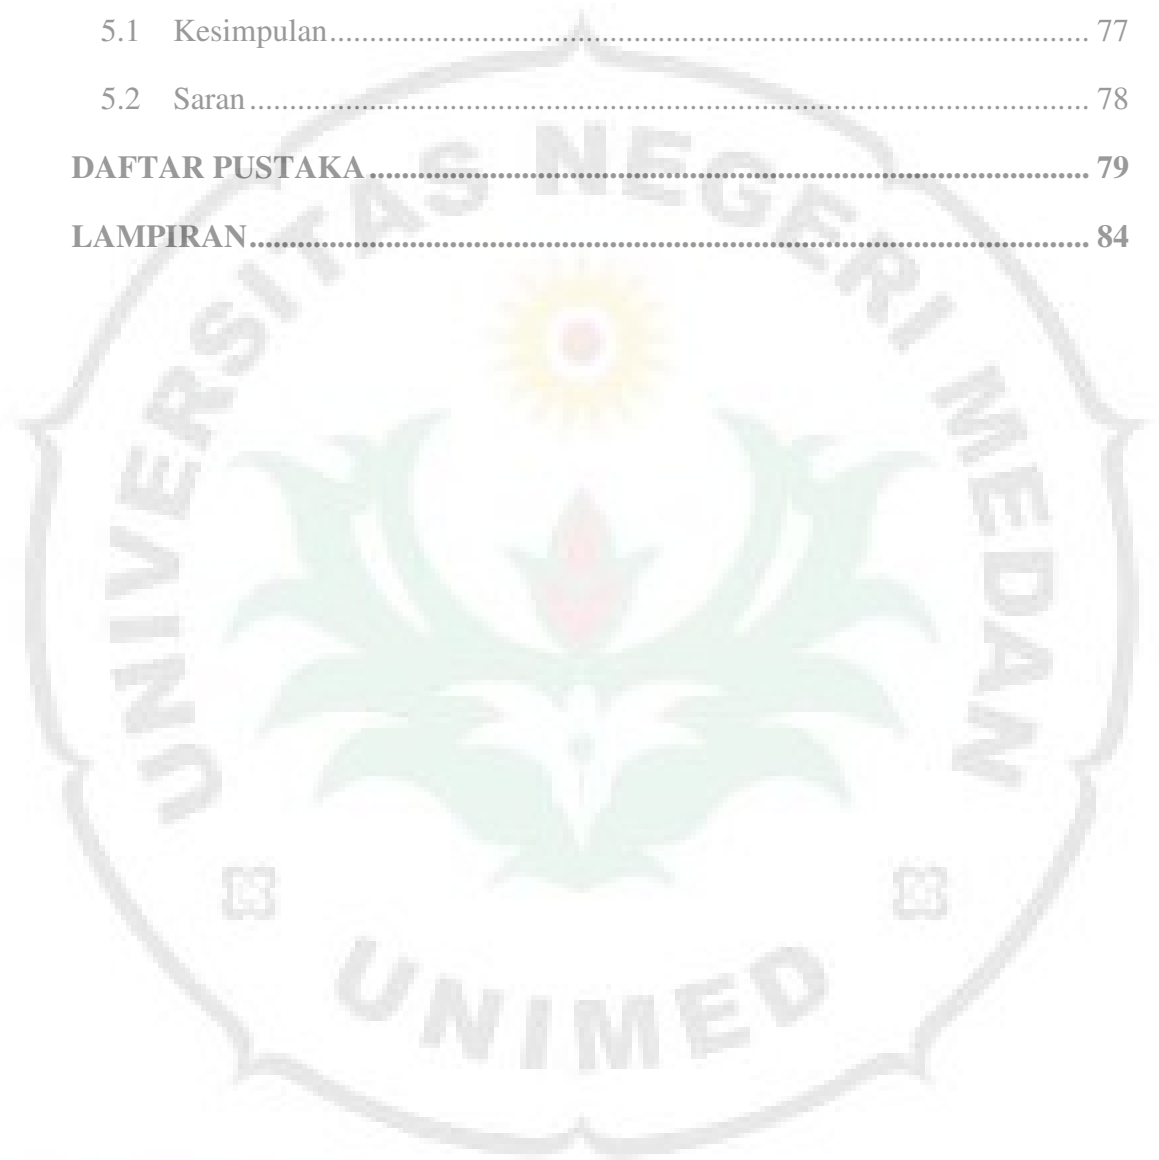 5.1 Kesimpulan................................................................................................ 77
5.2 Saran.......................................................................................................... 78
DAFTAR PUSTAKA........................................................................................... 79
LAMPIRAN.......................................................................................................... 84
UNIVERSITAS NEGERI MEDAN
UNIMED